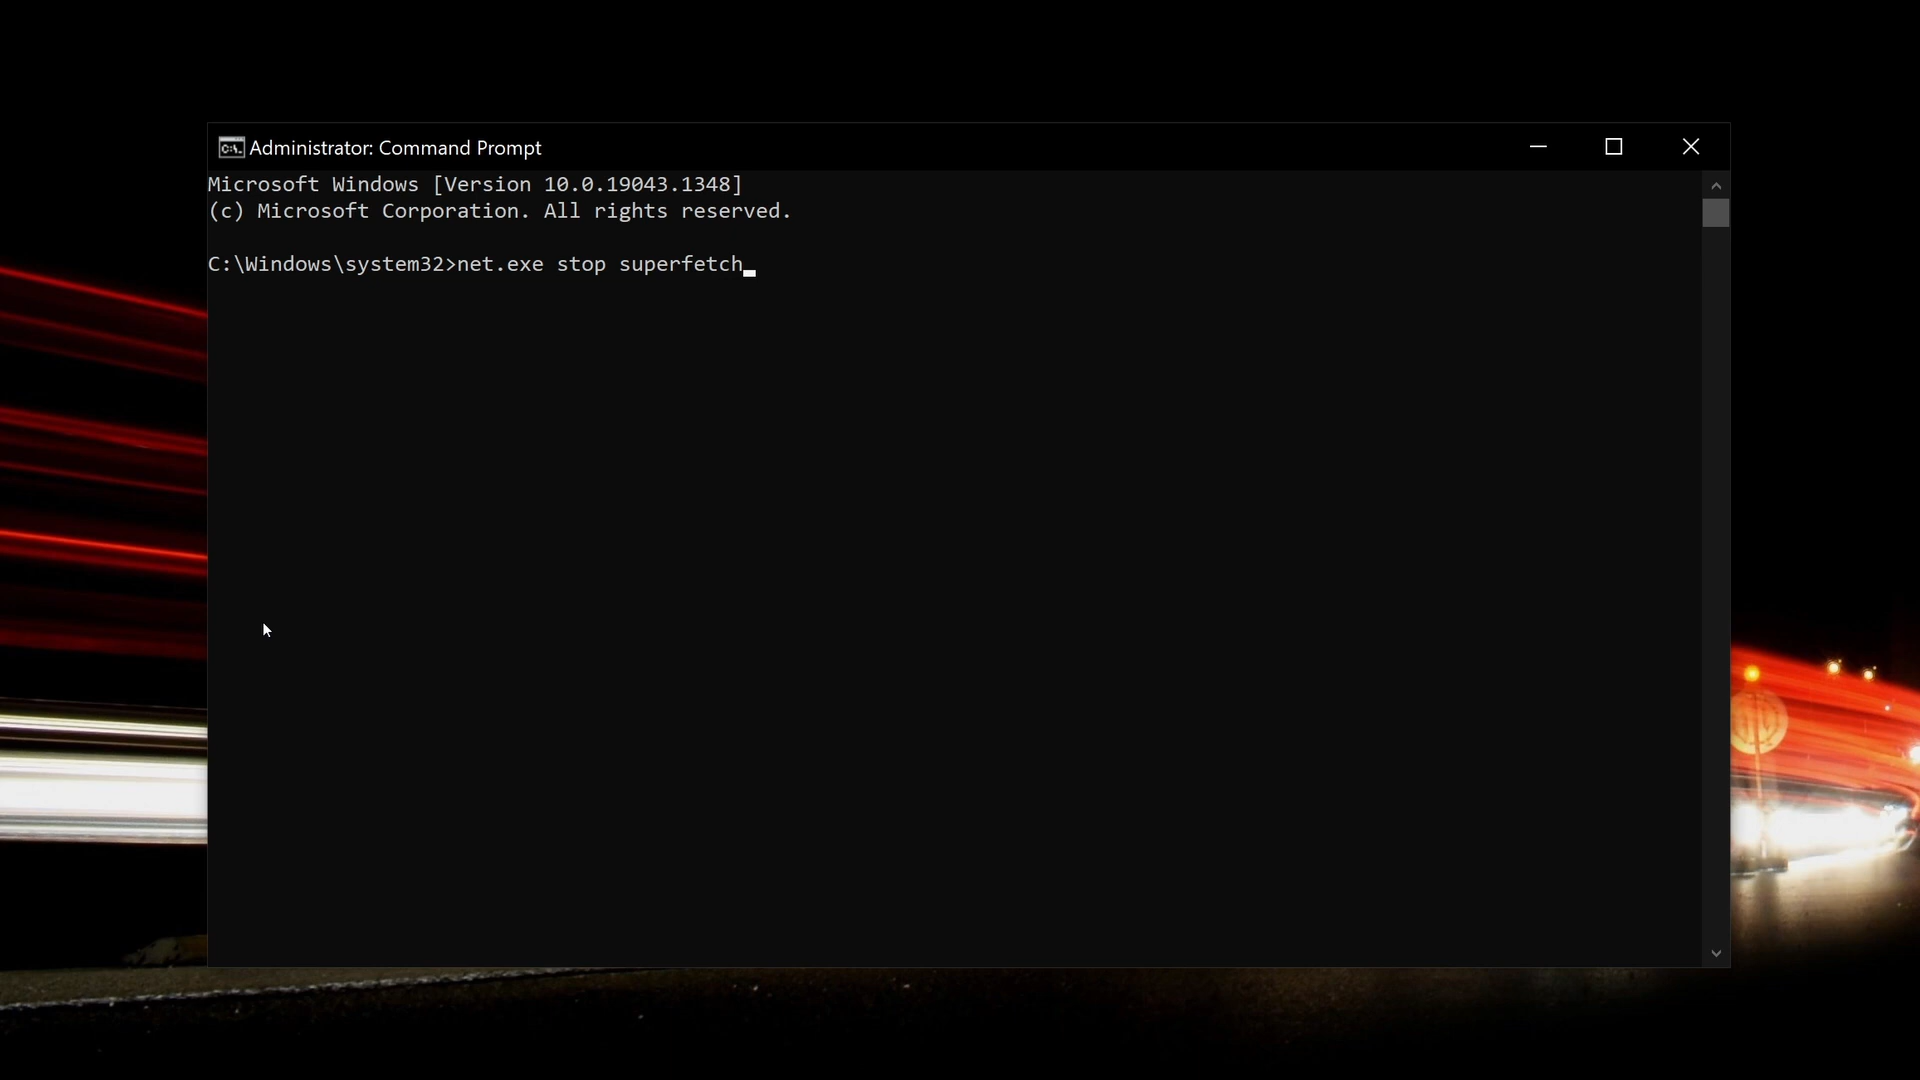 Administrator: Command Prompt
Microsoft Windows [Version 10.0.19043.1348]
(c) Microsoft Corporation. All rights reserved.
C:\Windows\system32>net.exe stop superfetch